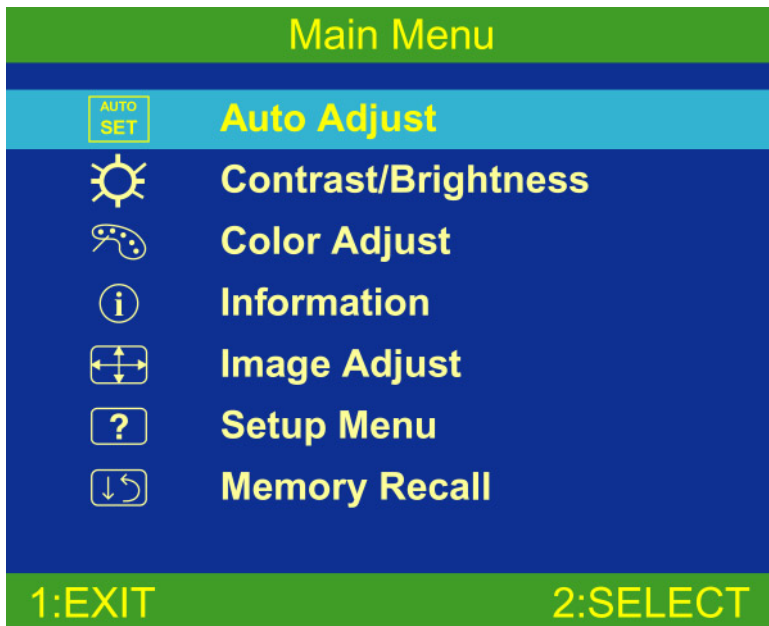 Main Menu
AUTO
SET
Auto Adjust
Contrast/Brightness
Color Adjust
i
Information
Image Adjust
?
Setup Menu
Memory Recall
1:EXIT 2:SELECT